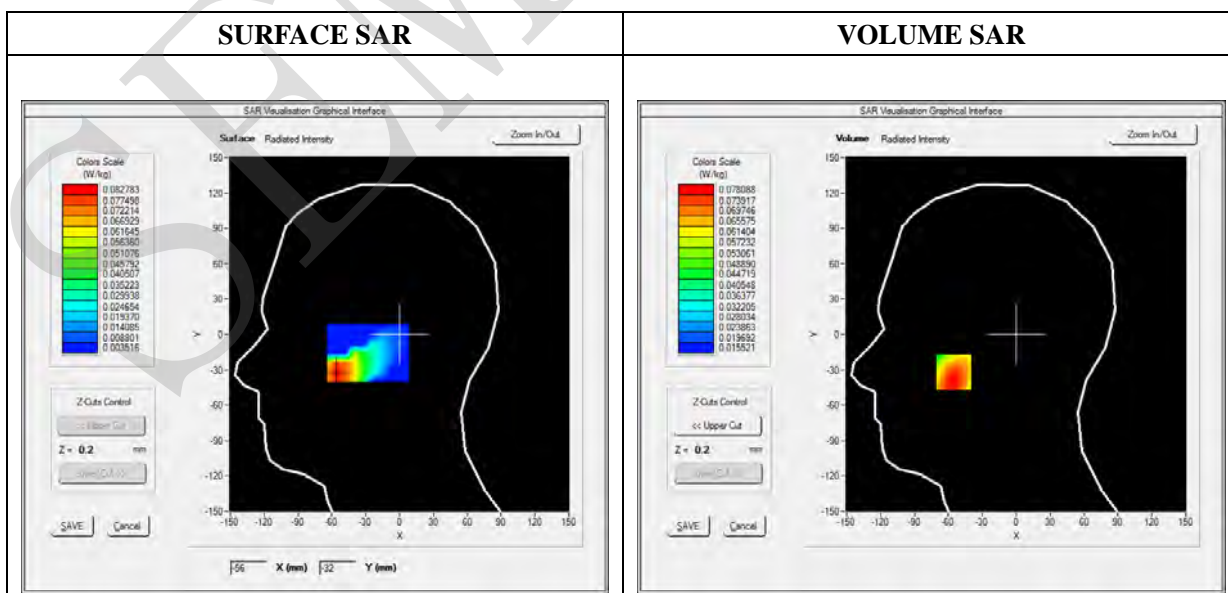 SURFACE SAR
VOLUME SAR
SAR Visualisation Graphical Interface
Surface Radiated Intensity
Zoom In/Out
Colors Scale
(W/kg)
0.082783
0.077498
0.072214
0.066929
0.061645
0.056360
0.051076
0.045792
0.040507
0.035223
0.029938
0.024654
0.019370
0.014085
0.008801
0.003516
Z-Cuts Control
<< Upper Cut
Z = 0.2 mm
SAVE
Cancel
150
120
90
60
30
0
-30
-60
-90
-120
-150
Y
-150 -120 -90 -60 -30 0 30 60 90 120 150
X
-56 X (mm) -32 Y (mm)
SAR Visualisation Graphical Interface
Volume Radiated Intensity
Zoom In/Out
Colors Scale
(W/kg)
0.078088
0.073917
0.069746
0.065575
0.061404
0.057232
0.053061
0.048890
0.044719
0.040548
0.036377
0.032205
0.028034
0.023863
0.019692
0.015521
Z-Cuts Control
<< Upper Cut
Z = 0.2 mm
SAVE
Cancel
150
120
90
60
30
0
-30
-60
-90
-120
-150
Y
-150 -120 -90 -60 -30 0 30 60 90 120 150
X